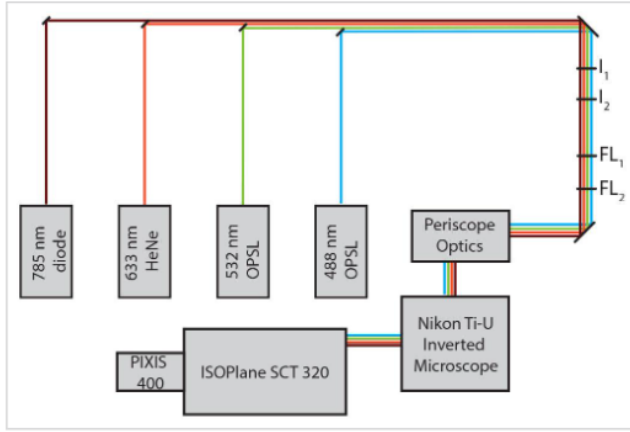 I1
I2
FL1
FL2
785 nm
diode
633 nm
HeNe
532 nm
OPSL
488 nm
OPSL
Periscope
Optics
Nikon Ti-U
Inverted
Microscope
ISOPlane SCT 320
PIXIS
400